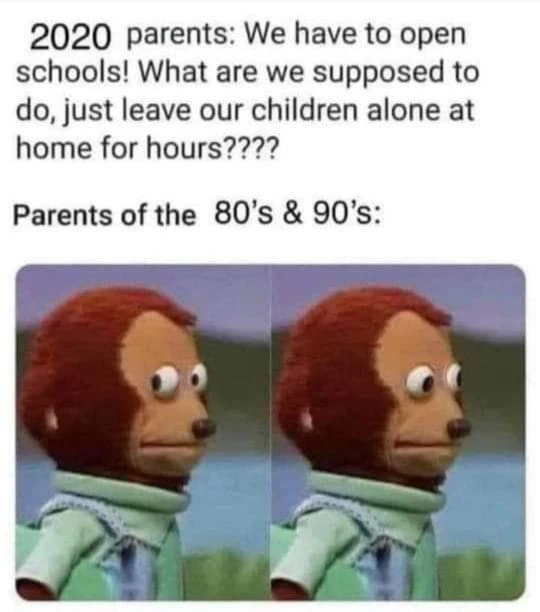 2020 parents: We have to open
schools! What are we supposed to
do, just leave our children alone at
home for hours????
Parents of the 80's & 90's: